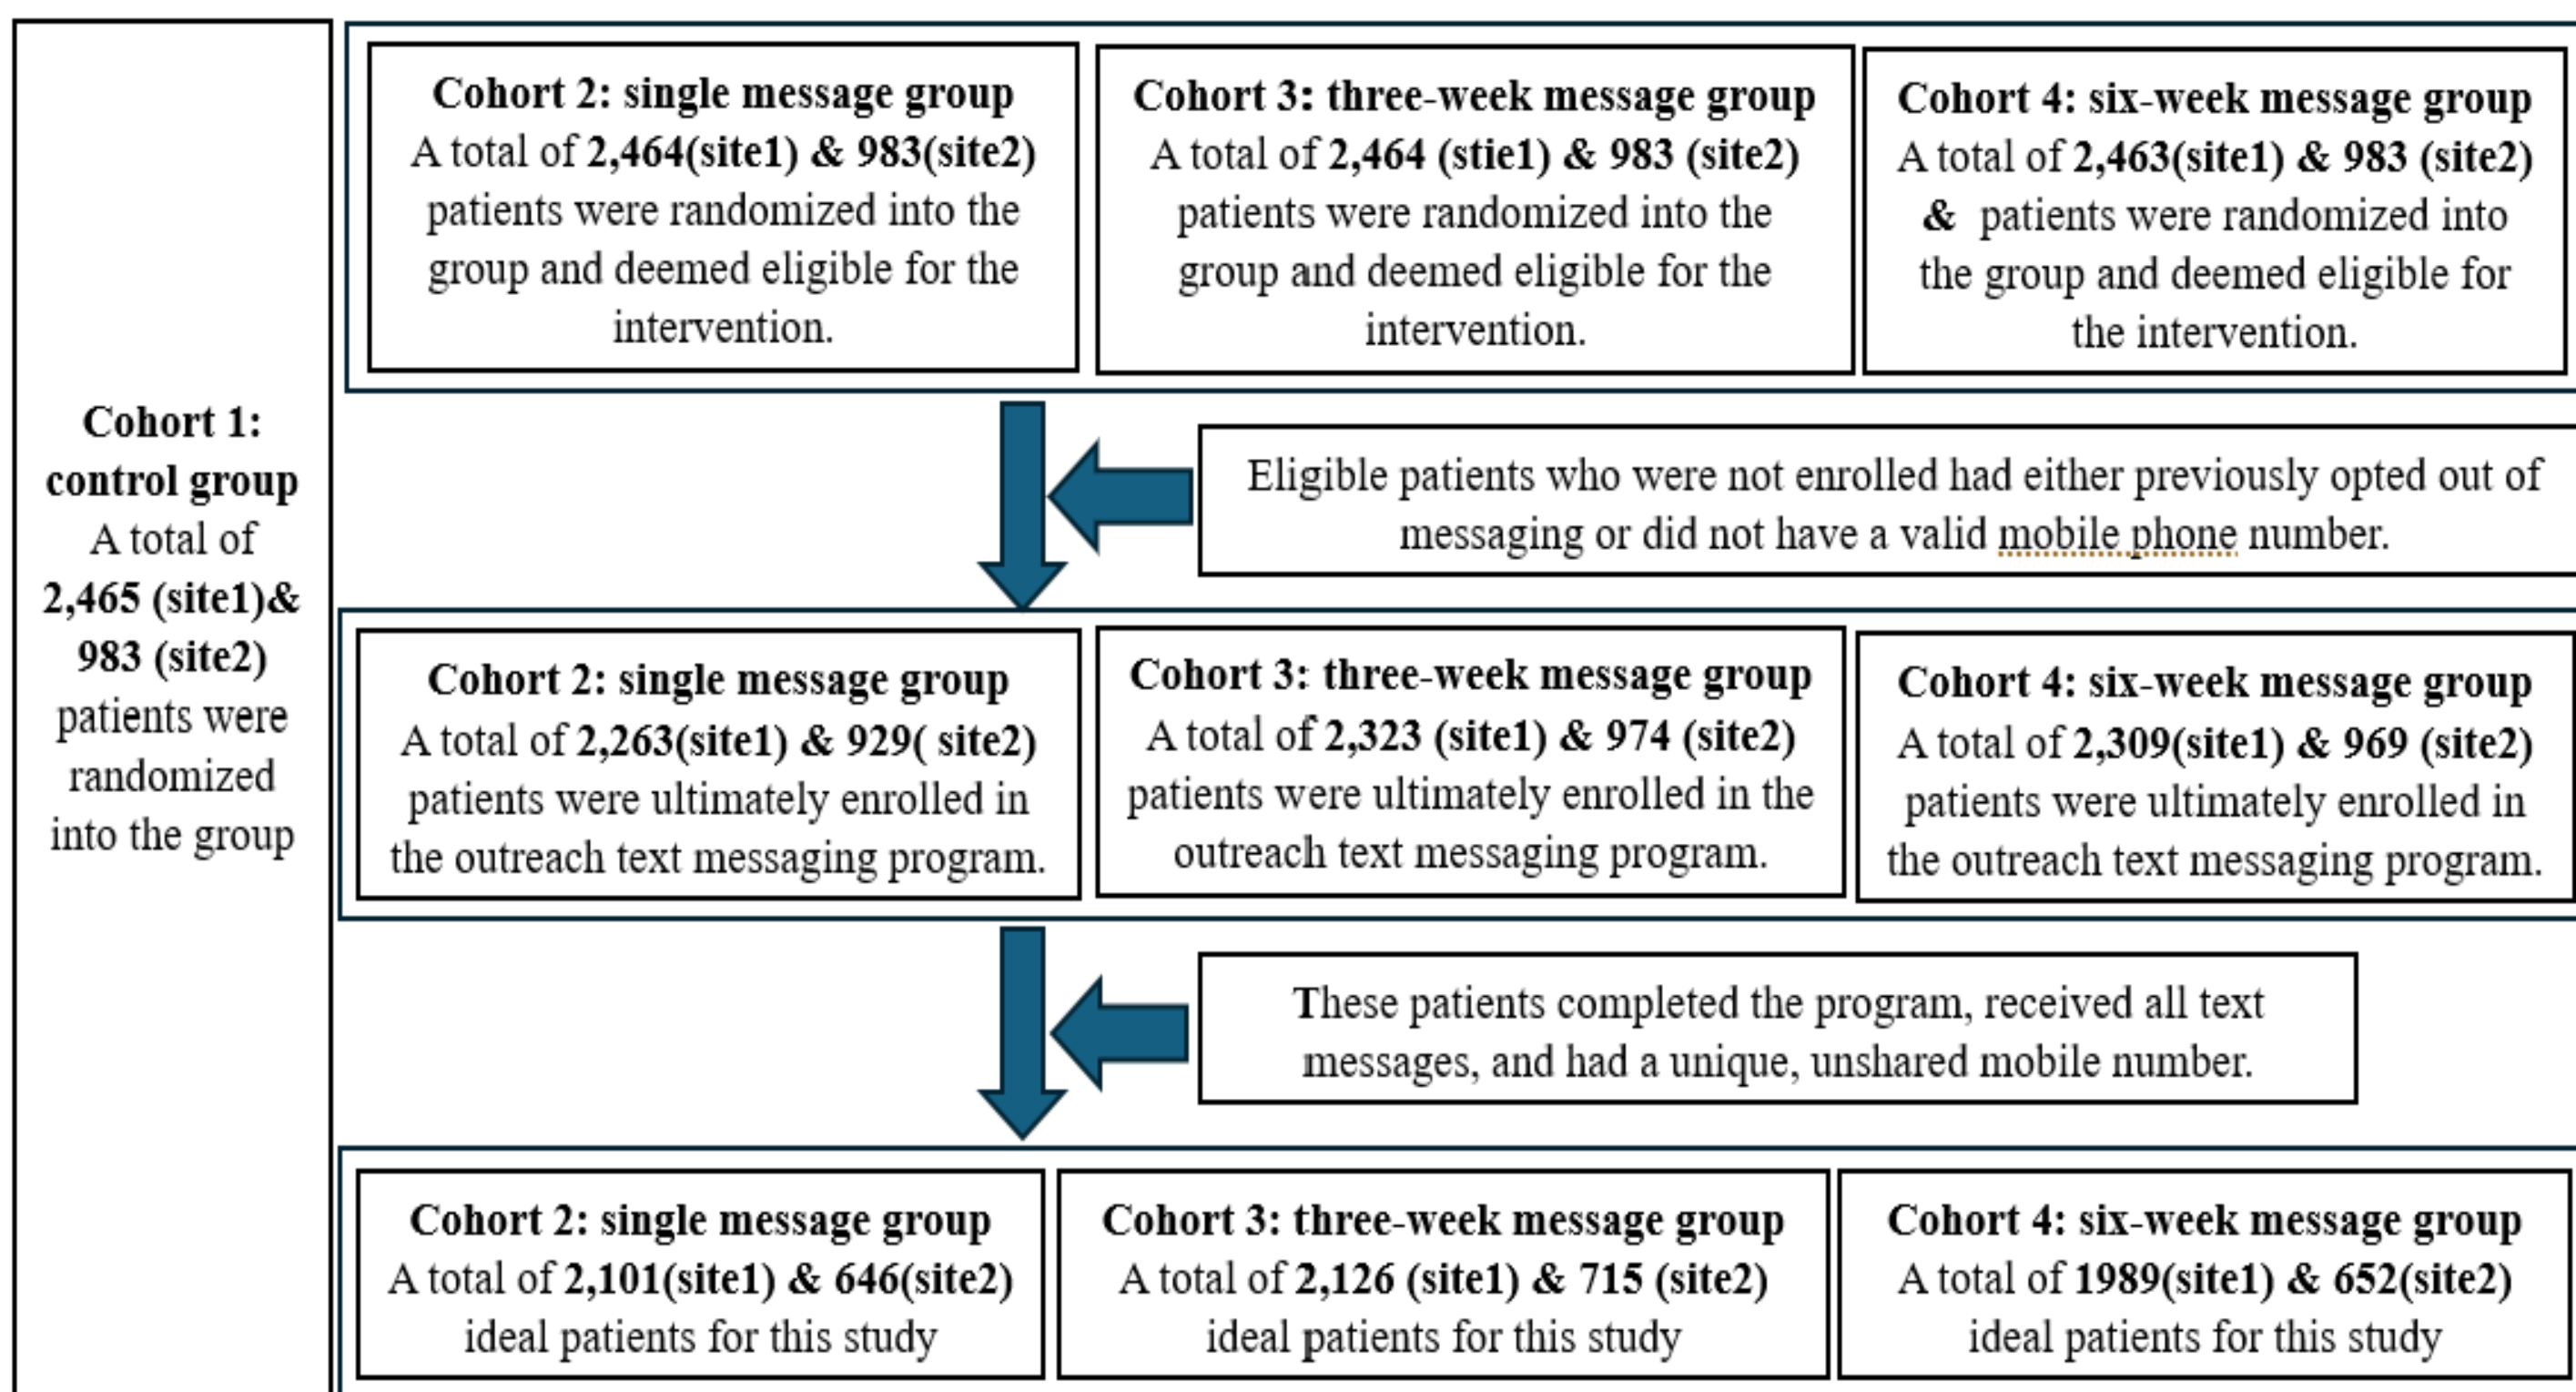 Cohort 1:
control group
A total of
2,465 (site1)&
983 (site2)
patients were
randomized
into the group
Cohort 2: single message group
A total of 2,464(site1) & 983(site2)
patients were randomized into the
group and deemed eligible for the
intervention.
Cohort 3: three-week message group
A total of 2,464 (stie1) & 983 (site2)
patients were randomized into the
group and deemed eligible for the
intervention.
Cohort 4: six-week message group
A total of 2,463(site1) & 983 (site2)
& patients were randomized into
the group and deemed eligible for
the intervention.
Eligible patients who were not enrolled had either previously opted out of
messaging or did not have a valid mobile phone number.
Cohort 2: single message group
A total of 2,263(site1) & 929( site2)
patients were ultimately enrolled in
the outreach text messaging program.
Cohort 3: three-week message group
A total of 2,323 (site1) & 974 (site2)
patients were ultimately enrolled in the
outreach text messaging program.
Cohort 4: six-week message group
A total of 2,309(site1) & 969 (site2)
patients were ultimately enrolled in
the outreach text messaging program.
These patients completed the program, received all text
messages, and had a unique, unshared mobile number.
Cohort 2: single message group
A total of 2,101(site1) & 646(site2)
ideal patients for this study
Cohort 3: three-week message group
A total of 2,126 (site1) & 715 (site2)
ideal patients for this study
Cohort 4: six-week message group
A total of 1989(site1) & 652(site2)
ideal patients for this study